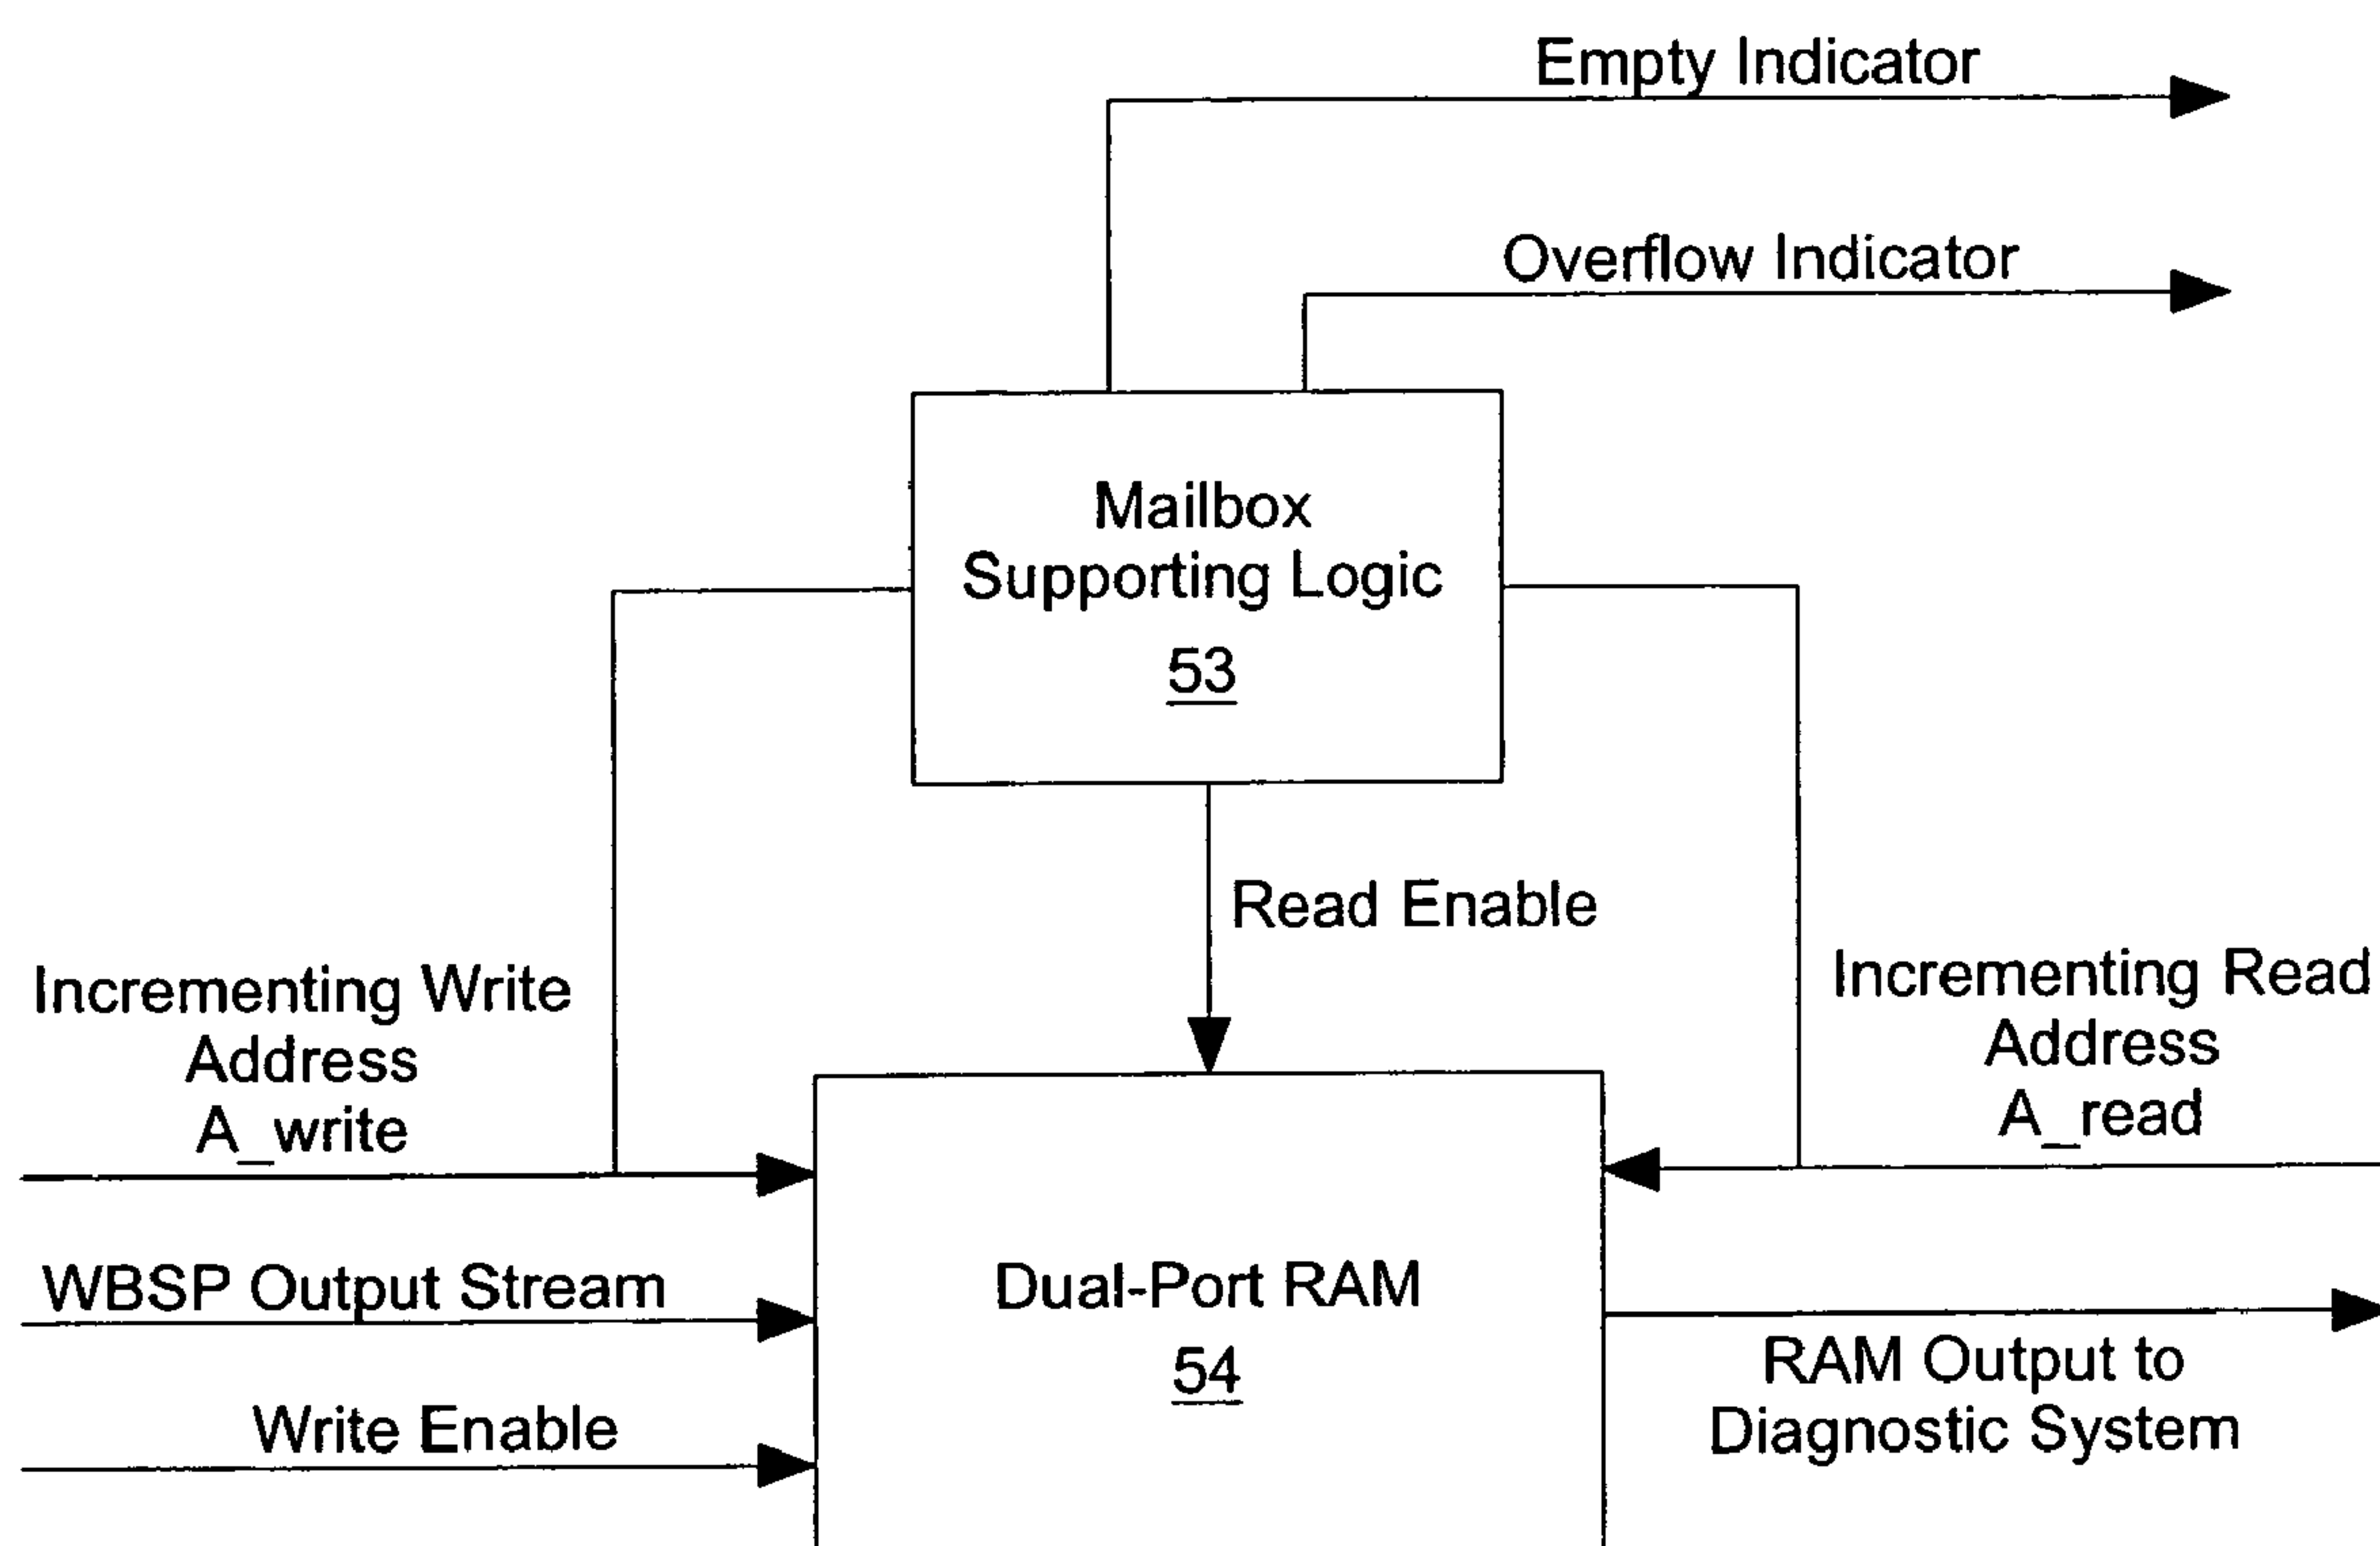 Empty Indicator
Overflow Indicator
Mailbox
Supporting Logic
53
Read Enable
Incrementing Write
Address
A_write
Incrementing Read
Address
A_read
WBSP Output Stream
Write Enable
Dual-Port RAM
54
RAM Output to
Diagnostic System